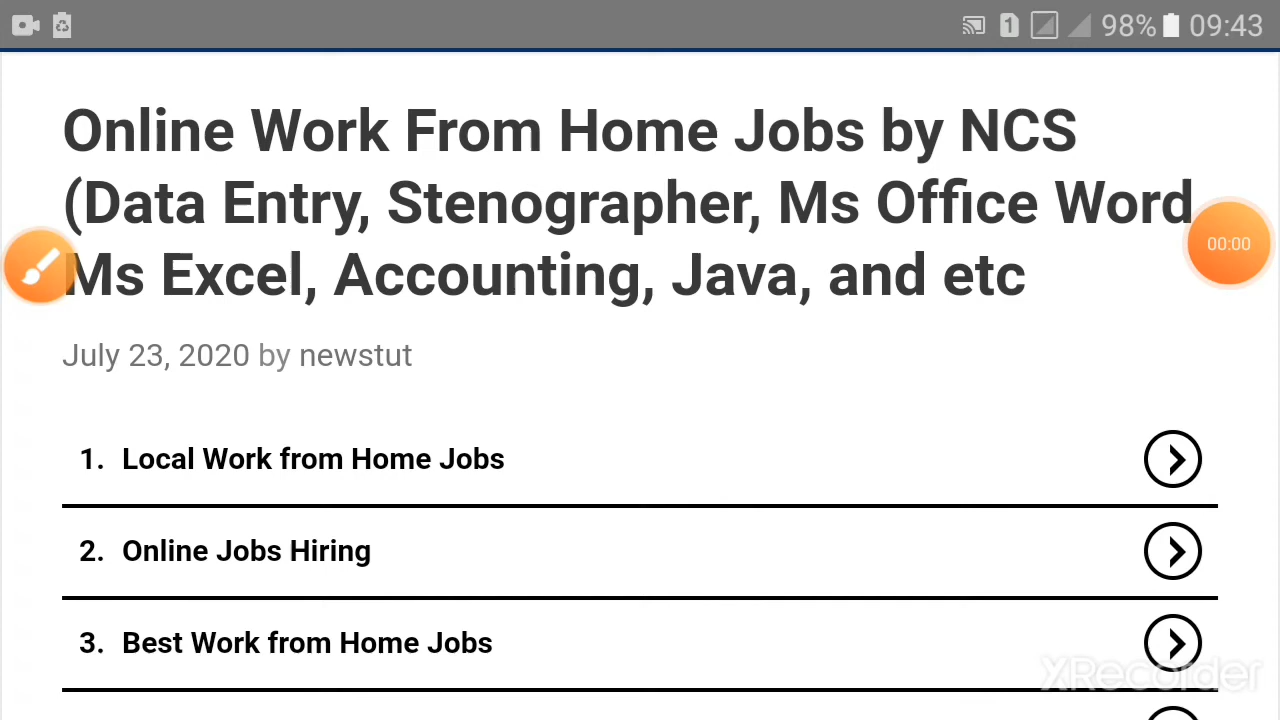 1 98% 09:43
Online Work From Home Jobs by NCS
(Data Entry, Stenographer, Ms Office Word
Ms Excel, Accounting, Java, and etc
00:00
July 23, 2020 by newstut
1. Local Work from Home Jobs
2. Online Jobs Hiring
3. Best Work from Home Jobs
XRecorder